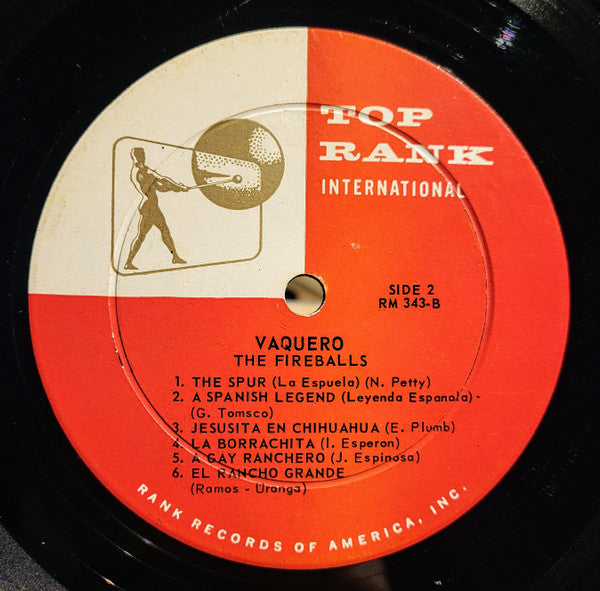 TOP
RANK
INTERNATIONAL
SIDE 2
RM 343-B
VAQUERO
THE FIREBALLS
1. THE SPUR (La Espuela) (N. Petty)
2. A SPANISH LEGEND (Leyenda Espanola) -
(G. Tomsco)
3. JESUSITA EN CHIHUAHUA (E. Plumb)
4. LA BORRACHITA (I. Esperon)
5. A GAY RANCHERO (J. Espinosa)
6. EL RANCHO GRANDE
(Ramos - Uranga)
RANK RECORDS OF AMERICA, INC.